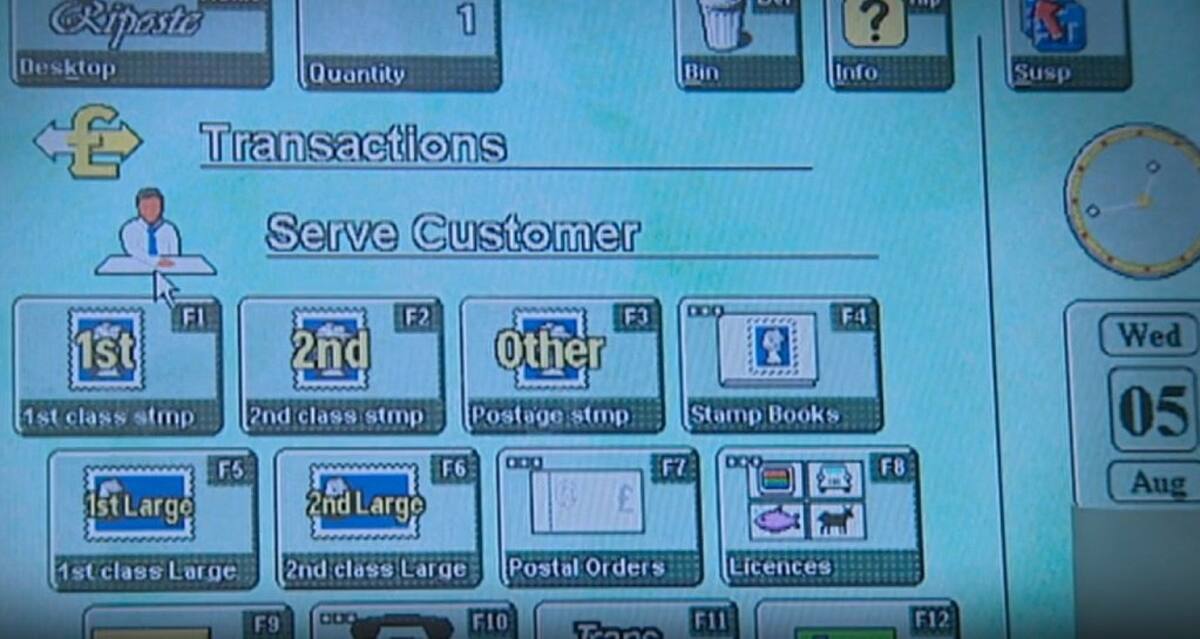 Riposte
Desktop
1
Quantity
Bin
?
Info
Susp
£
Transactions
Serve Customer
F1
1st
1st class stmp
F2
2nd
2nd class stmp
F3
Other
Postage stmp
F4
Stamp Books
Wed
05
Aug
F5
1st Large
1st class Large
F6
2nd Large
2nd class Large
F7
£
Postal Orders
F8
Licences
F9
F10
F11
Trans
F12